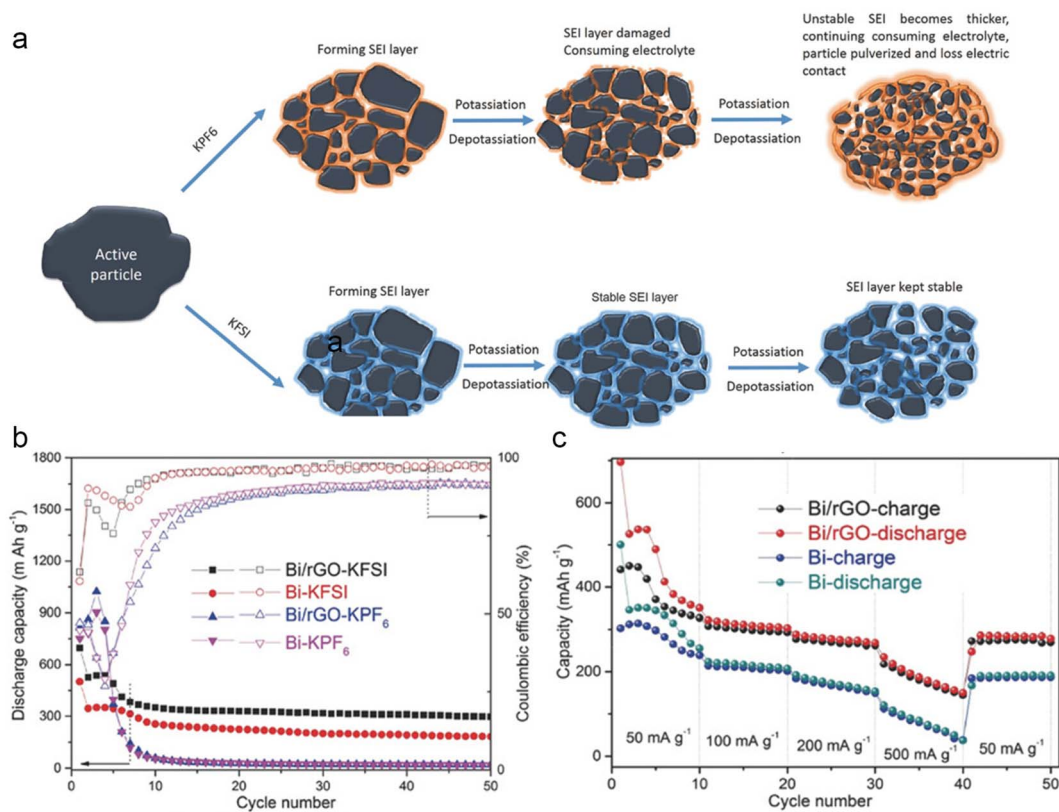 a
Forming SEI layer
SEI layer damaged
Consuming electrolyte
Unstable SEI becomes thicker,
continuing consuming electrolyte,
particle pulverized and loss electric
contact
KPF6
Potassiation
Depotassiation
Potassiation
Depotassiation
Active
particle
KFSI
Forming SEI layer
Stable SEI layer
SEI layer kept stable
a
Potassiation
Depotassiation
Potassiation
Depotassiation
b
Discharge capacity (m Ah g⁻¹)
1800
1500
1200
900
600
300
0
Bi/rGO-KFSI
Bi-KFSI
Bi/rGO-KPF₆
Bi-KPF₆
100
50
0
Coulombic efficiency (%)
0 10 20 30 40 50
Cycle number
c
Capacity (mAh g⁻¹)
600
400
200
0
Bi/rGO-charge
Bi/rGO-discharge
Bi-charge
Bi-discharge
50 mA g⁻¹
100 mA g⁻¹
200 mA g⁻¹
500 mA g⁻¹
50 mA g⁻¹
0 10 20 30 40 50
Cycle number